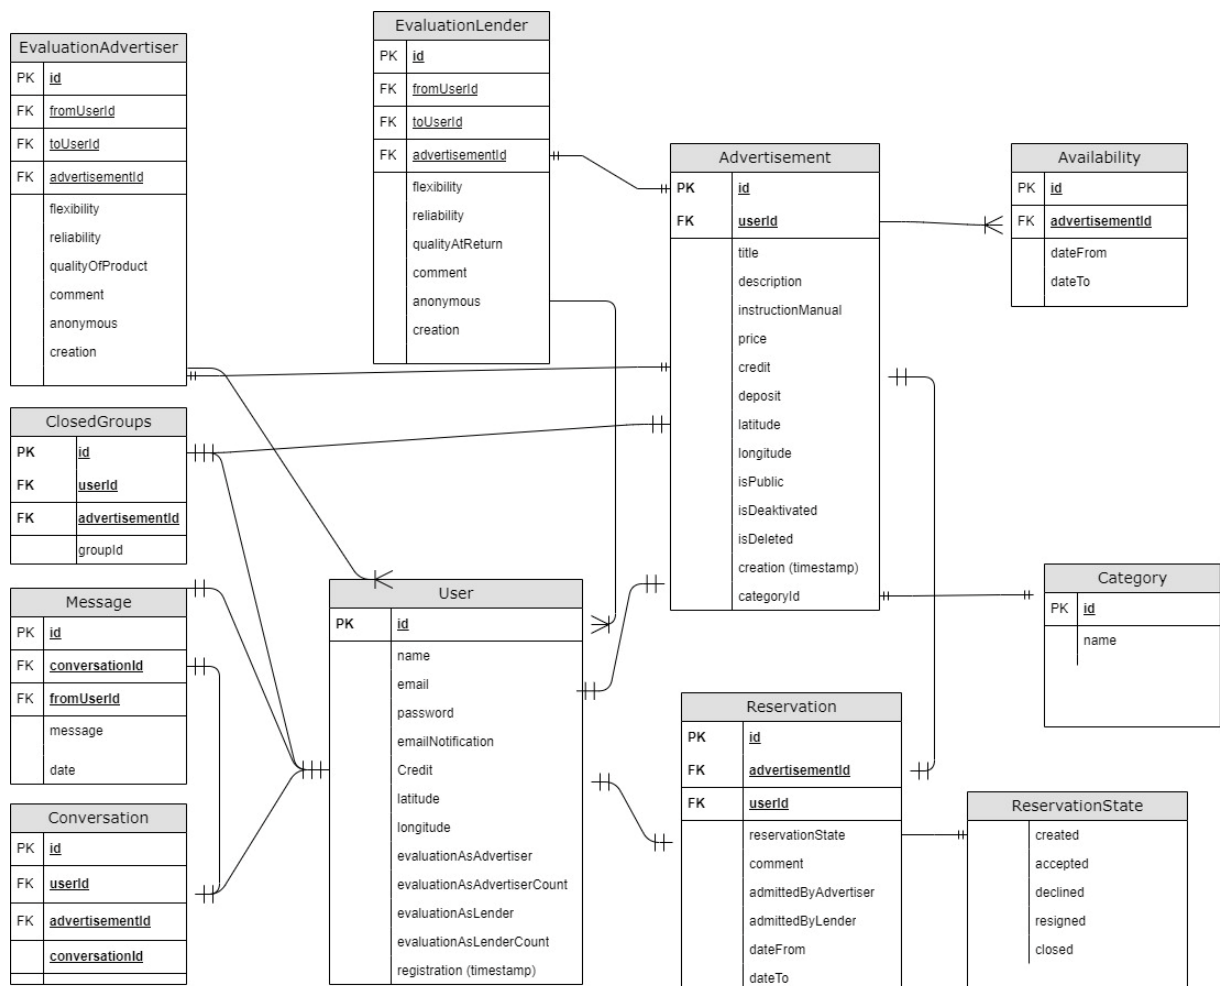 EvaluationAdvertiser
PK id
FK fromUserId
FK toUserId
FK advertisementId
flexibility
reliability
qualityOfProduct
comment
anonymous
creation
EvaluationLender
PK id
FK fromUserId
FK toUserId
FK advertisementId
flexibility
reliability
qualityAtReturn
comment
anonymous
creation
Advertisement
PK id
FK userId
title
description
instructionManual
price
credit
deposit
latitude
longitude
isPublic
isDeaktivated
isDeleted
creation (timestamp)
categoryId
Availability
PK id
FK advertisementId
dateFrom
dateTo
ClosedGroups
PK id
FK userId
FK advertisementId
groupId
Message
PK id
FK conversationId
FK fromUserId
message
date
Conversation
PK id
FK userId
FK advertisementId
conversationId
User
PK id
name
email
password
emailNotification
Credit
latitude
longitude
evaluationAsAdvertiser
evaluationAsAdvertiserCount
evaluationAsLender
evaluationAsLenderCount
registration (timestamp)
Category
PK id
name
Reservation
PK id
FK advertisementId
FK userId
reservationState
comment
admittedByAdvertiser
admittedByLender
dateFrom
dateTo
ReservationState
created
accepted
declined
resigned
closed